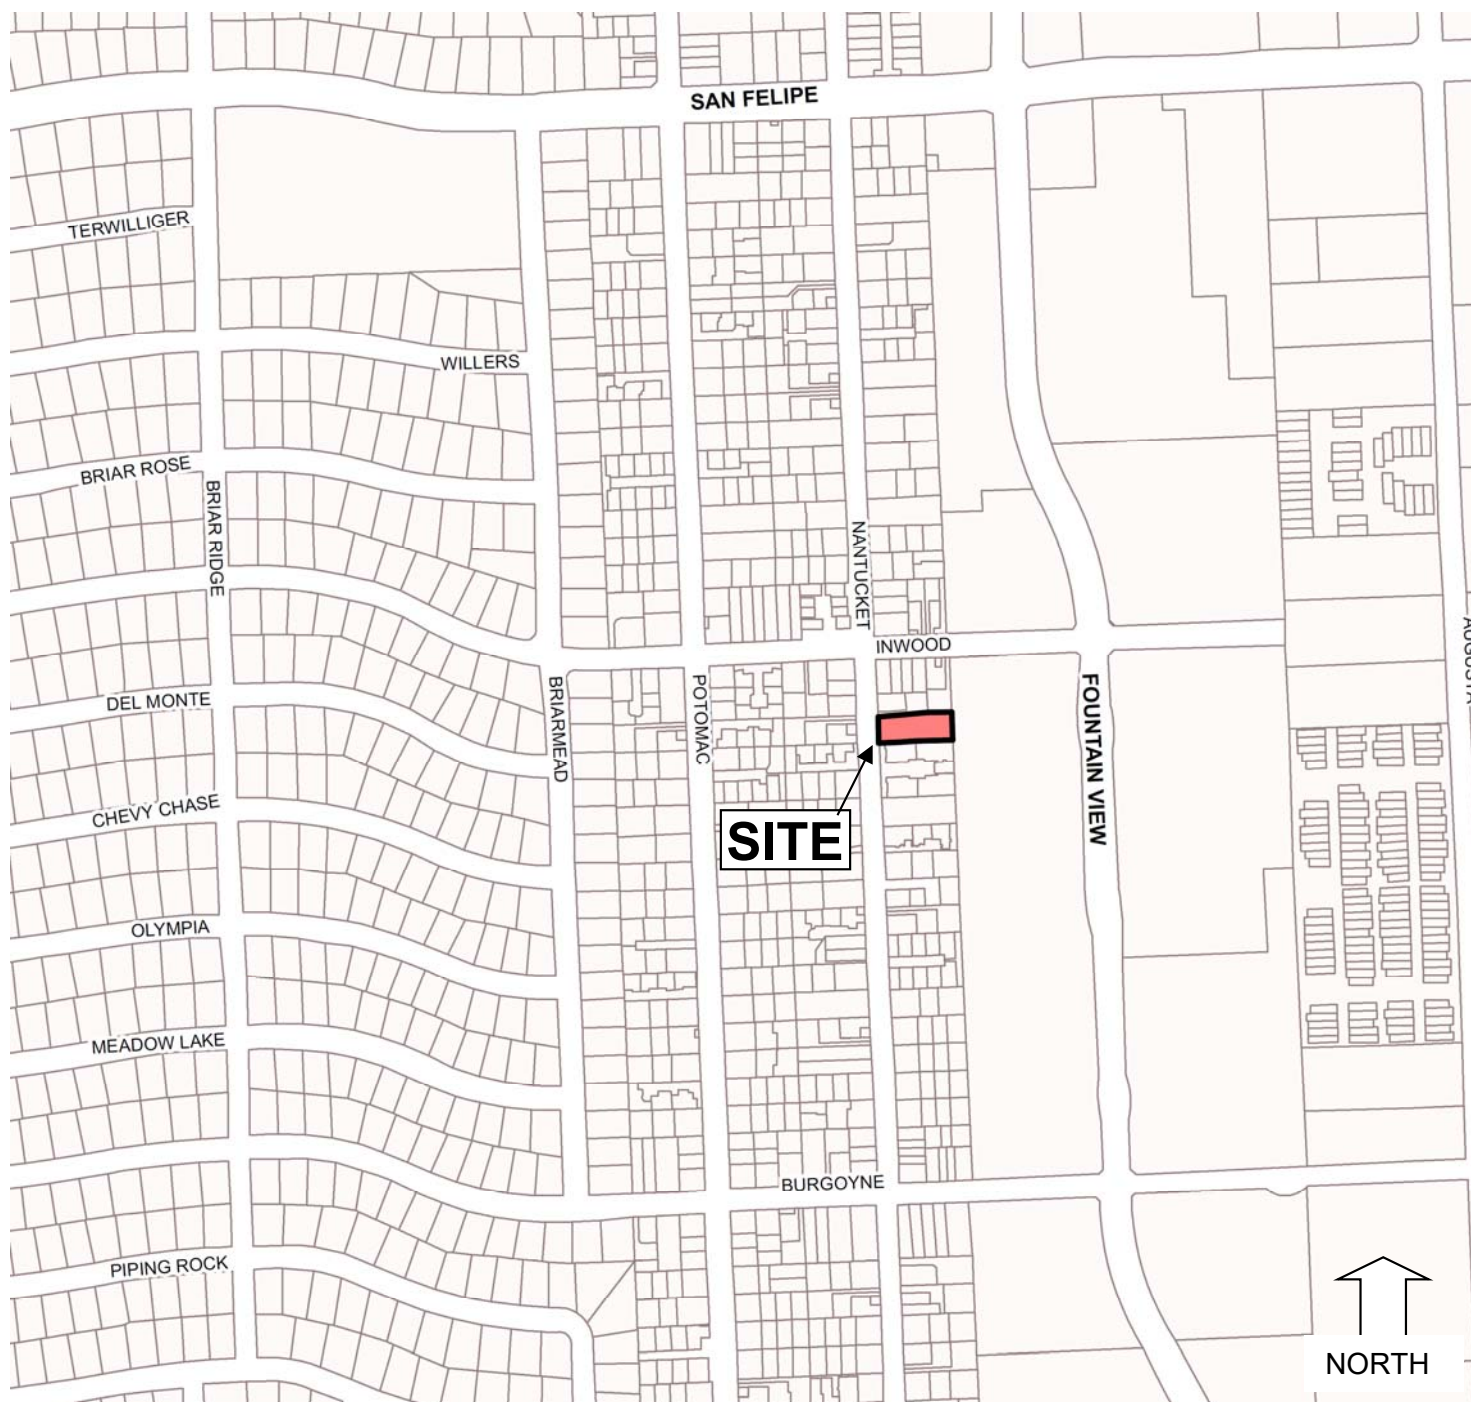 SAN FELIPE
TERWILLIGER
WILLERS
BRIAR ROSE
BRIAR RIDGE
NANTUCKET
INWOOD
AUGUSTA
DEL MONTE
BRIARMEAD
POTOMAC
FOUNTAIN VIEW
CHEVY CHASE
SITE
OLYMPIA
MEADOW LAKE
BURGOYNE
PIPING ROCK
NORTH